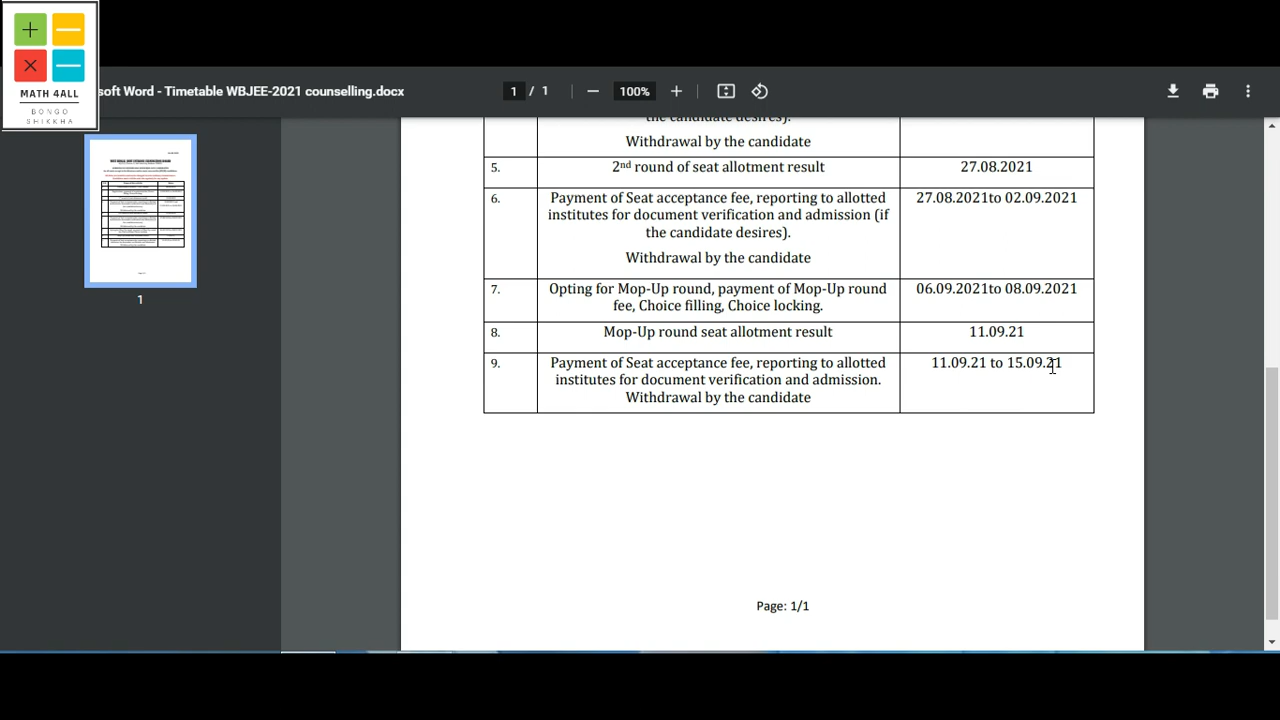 MATH 4ALL
BONGO
SHIKKHA
soft Word - Timetable WBJEE-2021 counselling.docx
1 / 1
100%
1
the candidate desires).
Withdrawal by the candidate
5. 2nd round of seat allotment result 27.08.2021
6. Payment of Seat acceptance fee, reporting to allotted 27.08.2021to 02.09.2021
institutes for document verification and admission (if
the candidate desires).
Withdrawal by the candidate
7. Opting for Mop-Up round, payment of Mop-Up round 06.09.2021to 08.09.2021
fee, Choice filling, Choice locking.
8. Mop-Up round seat allotment result 11.09.21
9. Payment of Seat acceptance fee, reporting to allotted 11.09.21 to 15.09.21
institutes for document verification and admission.
Withdrawal by the candidate
Page: 1/1